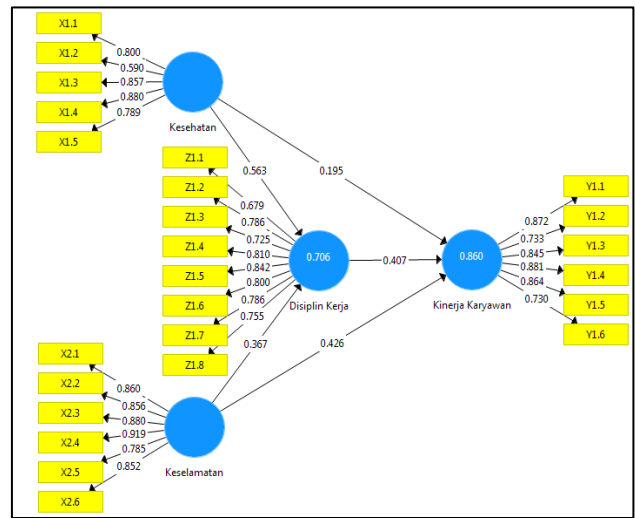 X1.1
X1.2
X1.3
X1.4
X1.5
0.800
0.590
0.857
0.880
0.789
Kesehatan
0.563
0.195
Z1.1
Z1.2
Z1.3
Z1.4
Z1.5
Z1.6
Z1.7
Z1.8
0.679
0.786
0.725
0.810
0.842
0.800
0.786
0.755
0.706
Disiplin Kerja
0.407
0.860
Kinerja Karyawan
0.872
0.733
0.845
0.881
0.864
0.730
Y1.1
Y1.2
Y1.3
Y1.4
Y1.5
Y1.6
0.367
0.426
X2.1
X2.2
X2.3
X2.4
X2.5
X2.6
0.860
0.856
0.880
0.919
0.785
0.852
Keselamatan